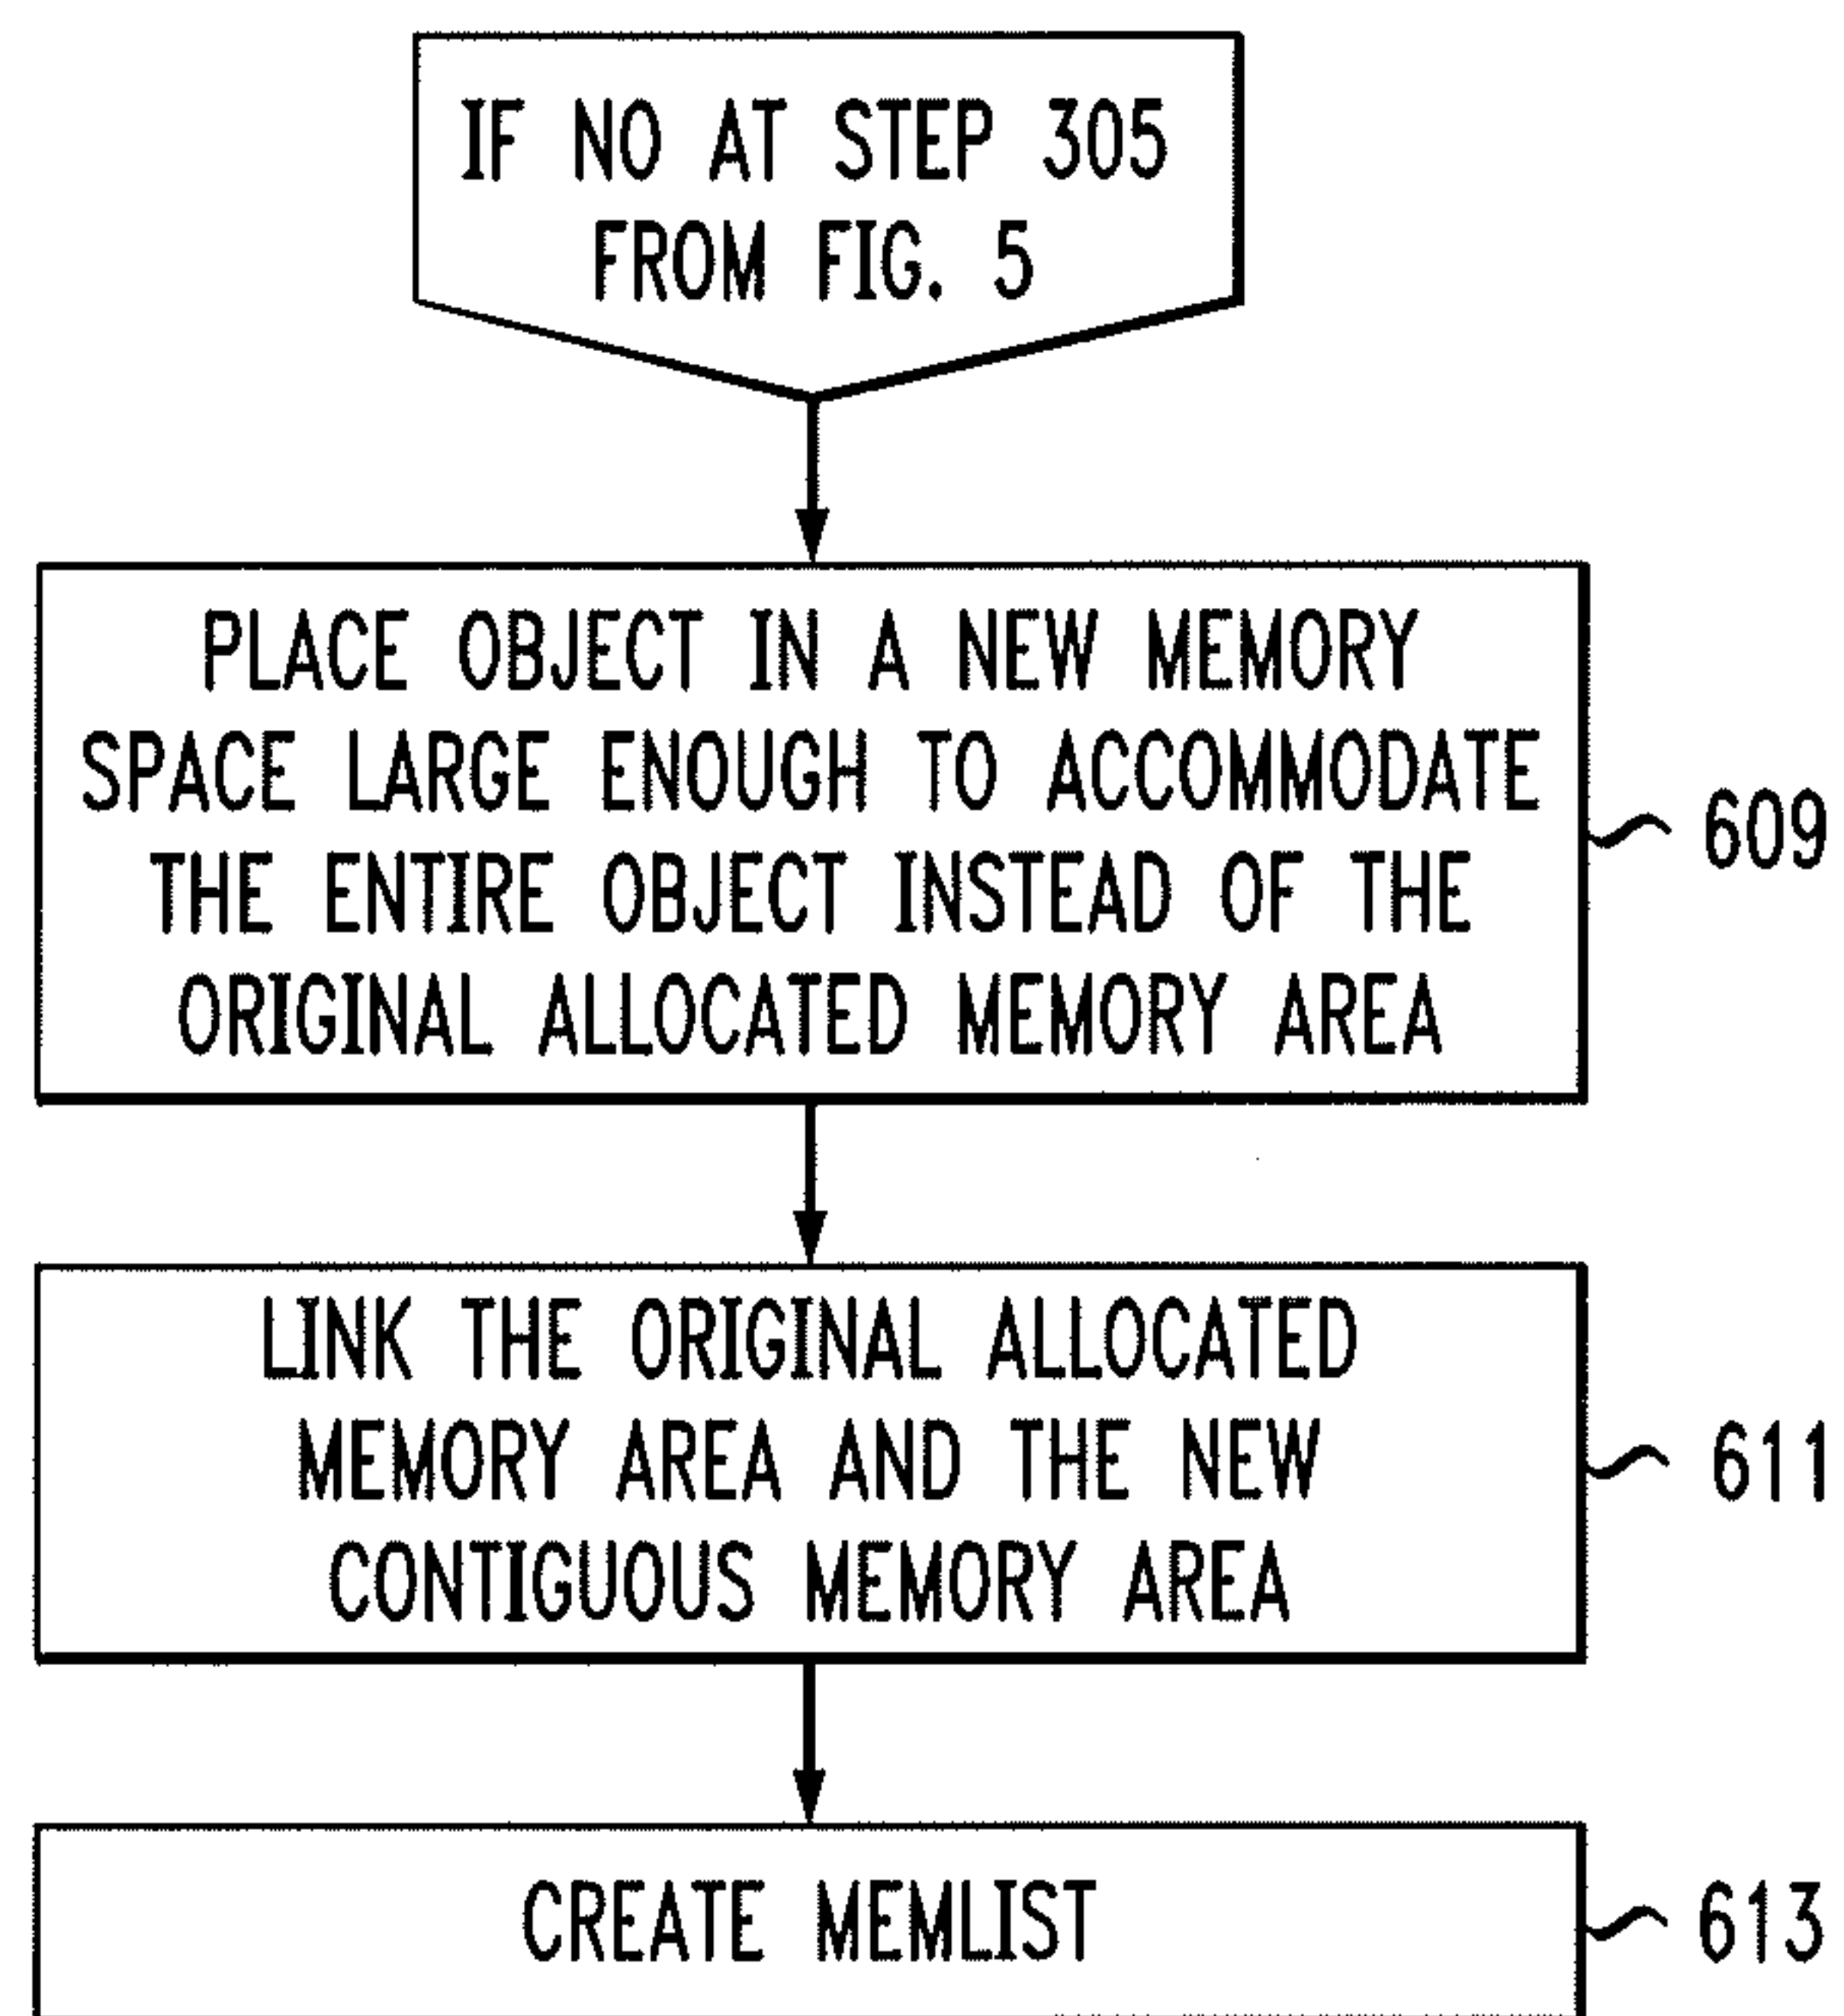 IF NO AT STEP 305
FROM FIG. 5
PLACE OBJECT IN A NEW MEMORY
SPACE LARGE ENOUGH TO ACCOMMODATE
THE ENTIRE OBJECT INSTEAD OF THE
ORIGINAL ALLOCATED MEMORY AREA
609
LINK THE ORIGINAL ALLOCATED
MEMORY AREA AND THE NEW
CONTIGUOUS MEMORY AREA
611
CREATE MEMLIST
613